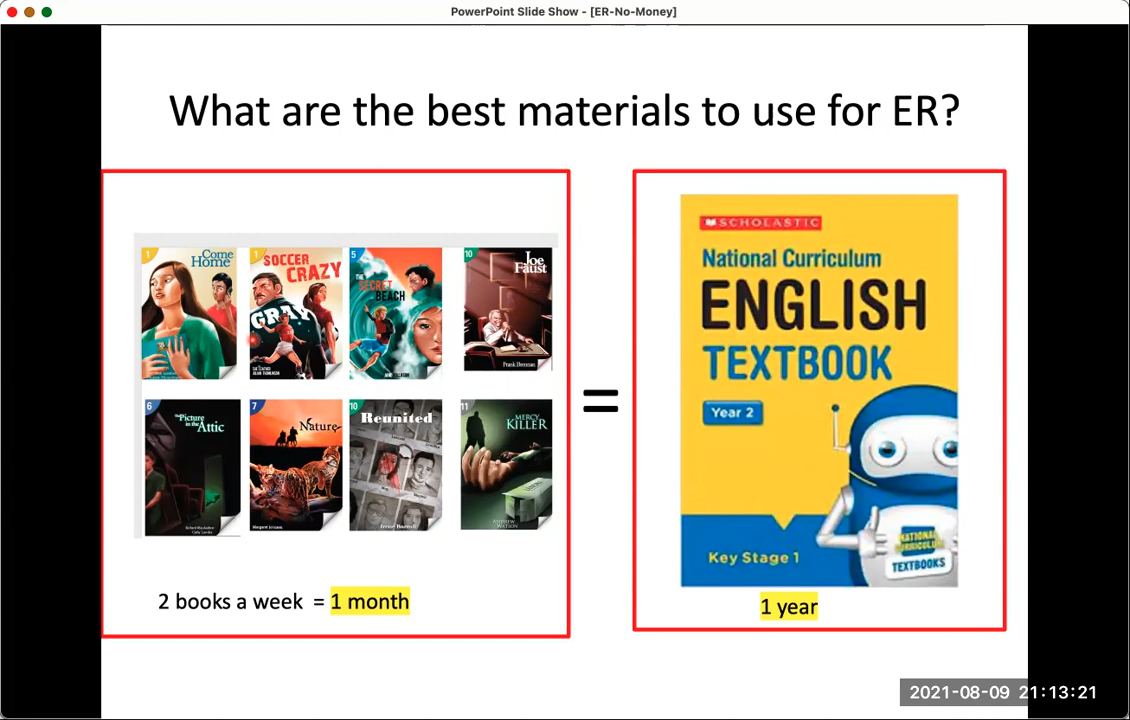 PowerPoint Slide Show - [ER-No-Money]
What are the best materials to use for ER?
1
Come
Home
1
SOCCER
CRAZY
5
THE
SECRET
BEACH
10
Joe
Faust
Frank Brennan
6
The Picture
in the Attic
7
Nature
Margaret Johnson
10
Reunited
11
MERCY
KILLER
2 books a week = 1 month
=
SCHOLASTIC
National Curriculum
ENGLISH
TEXTBOOK
Year 2
Key Stage 1
NATIONAL
CURRICULUM
TEXTBOOKS
1 year
2021-08-09 21:13:21